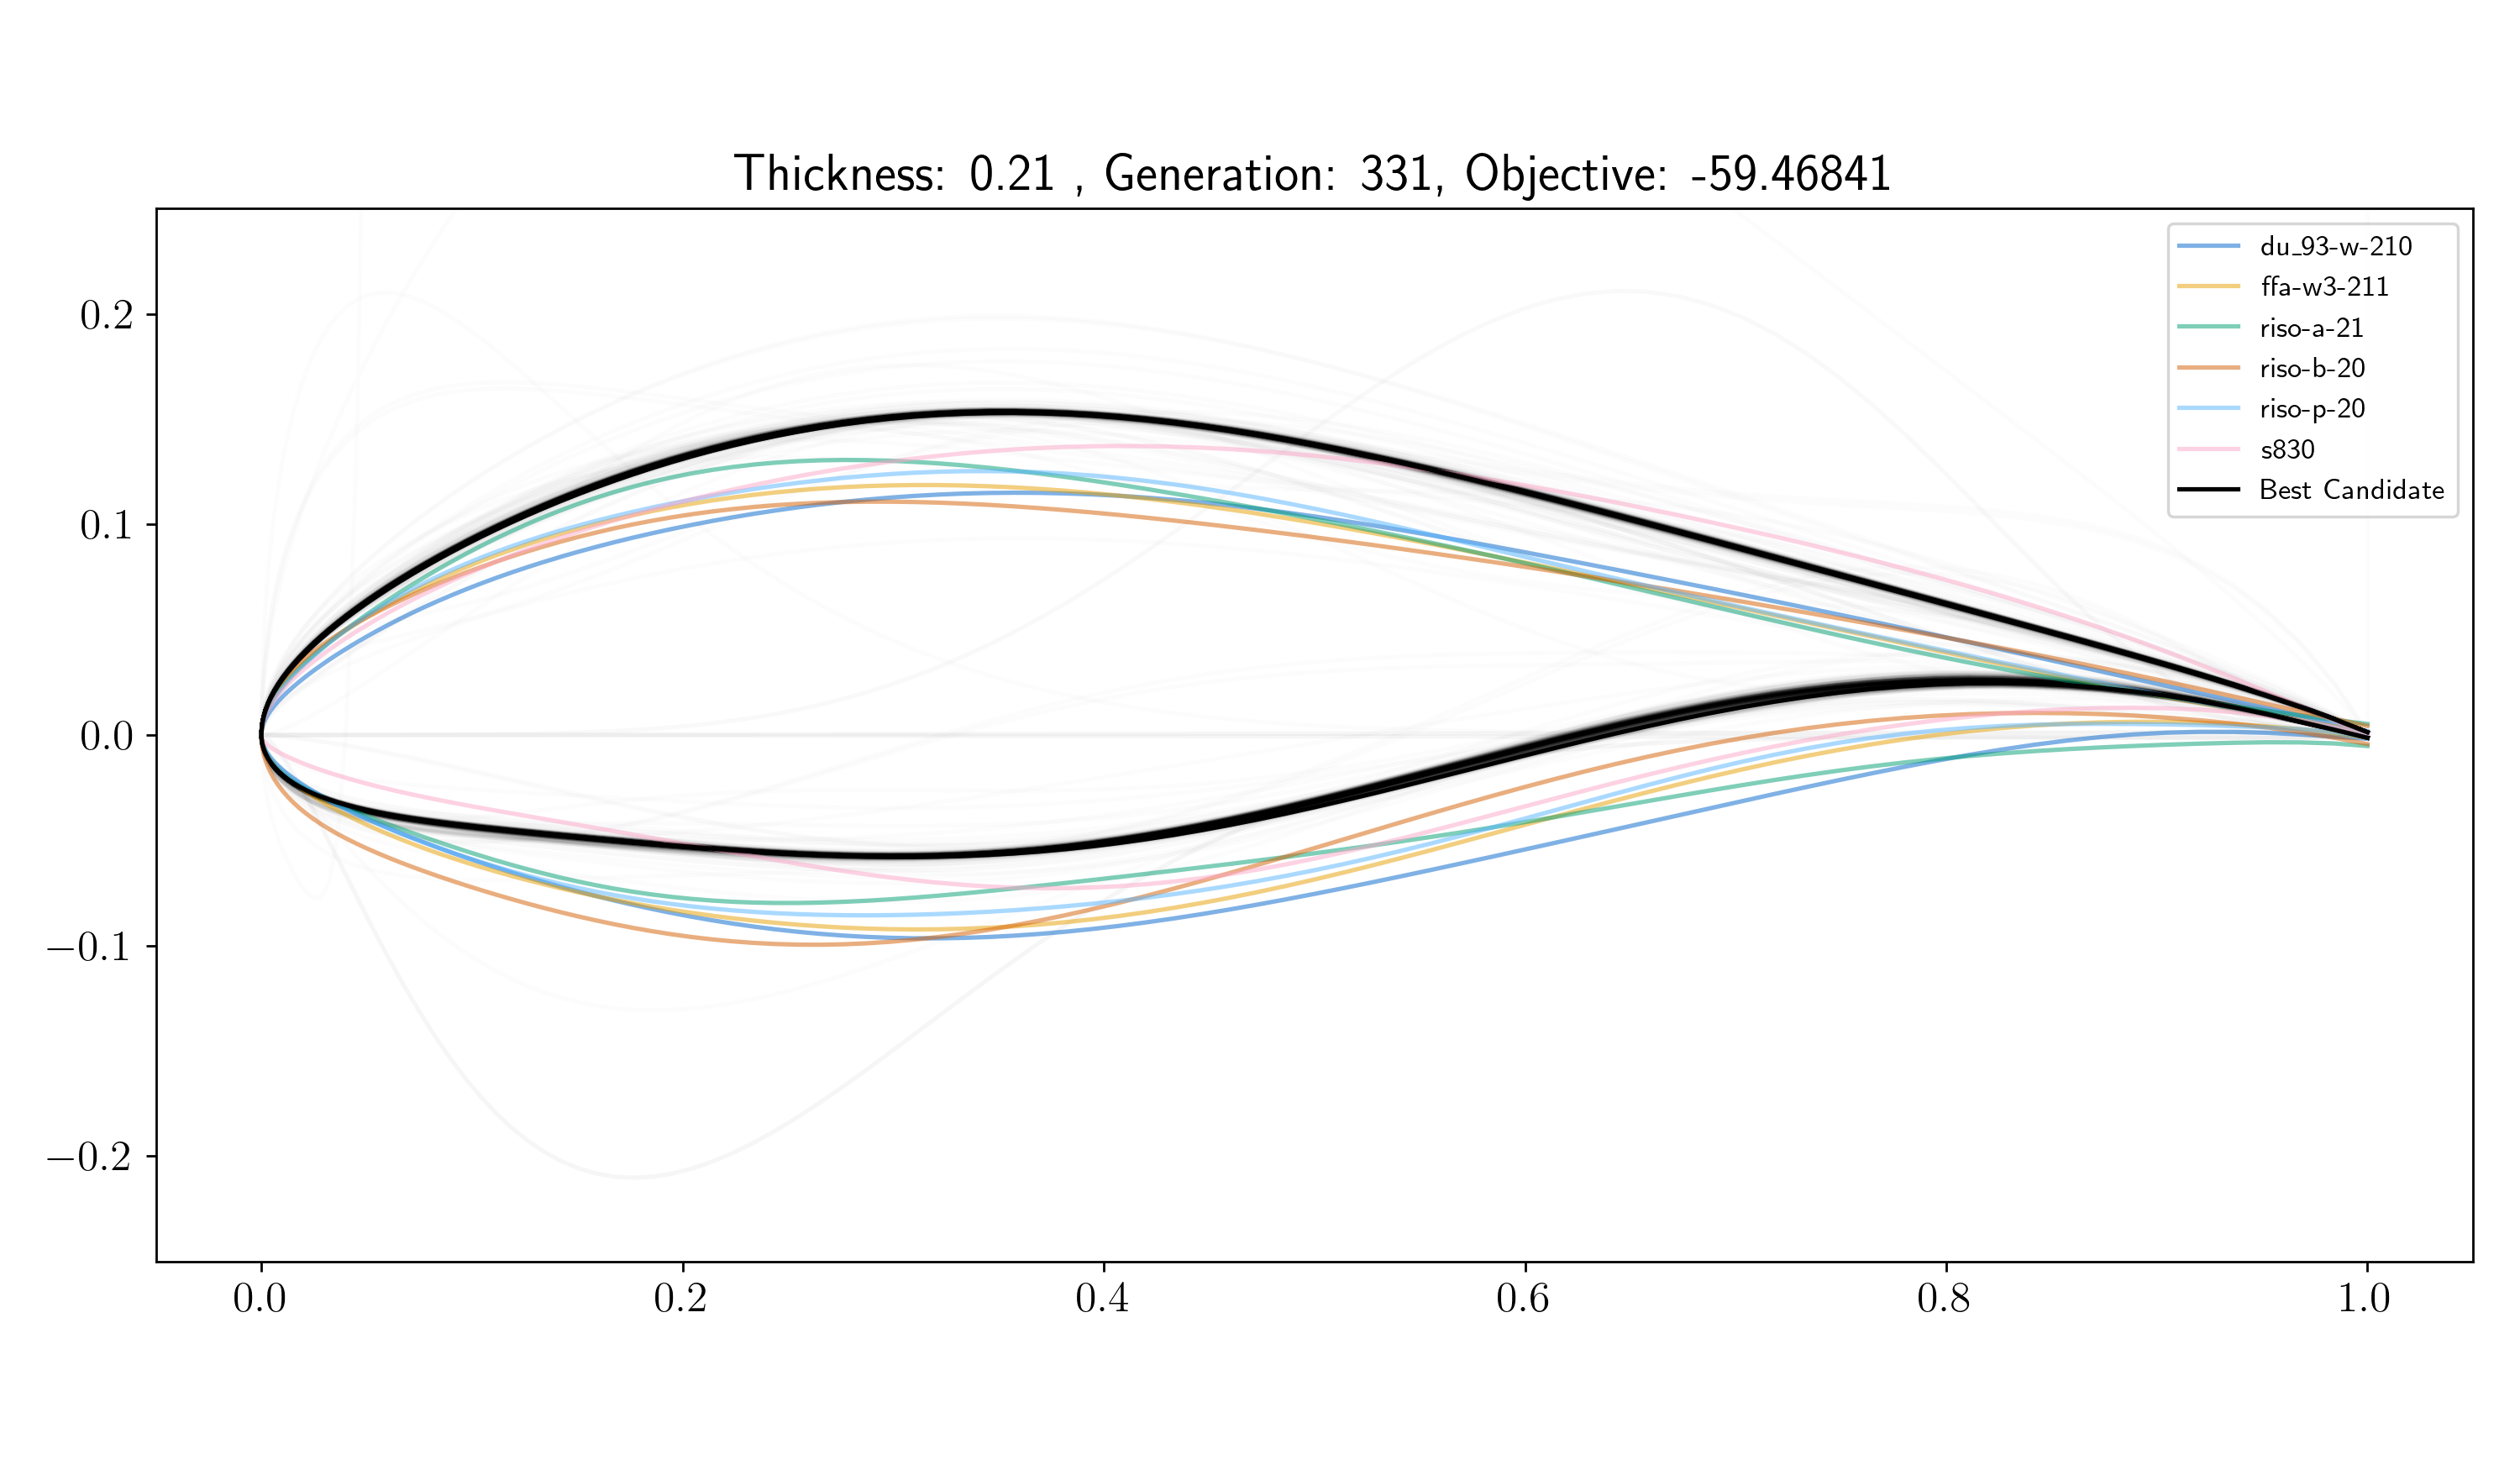 Thickness: 0.21 , Generation: 331, Objective: -59.46841
du_93-w-210
ffa-w3-211
riso-a-21
riso-b-20
riso-p-20
s830
Best Candidate
0.2
0.1
0.0
−0.1
−0.2
0.0 0.2 0.4 0.6 0.8 1.0